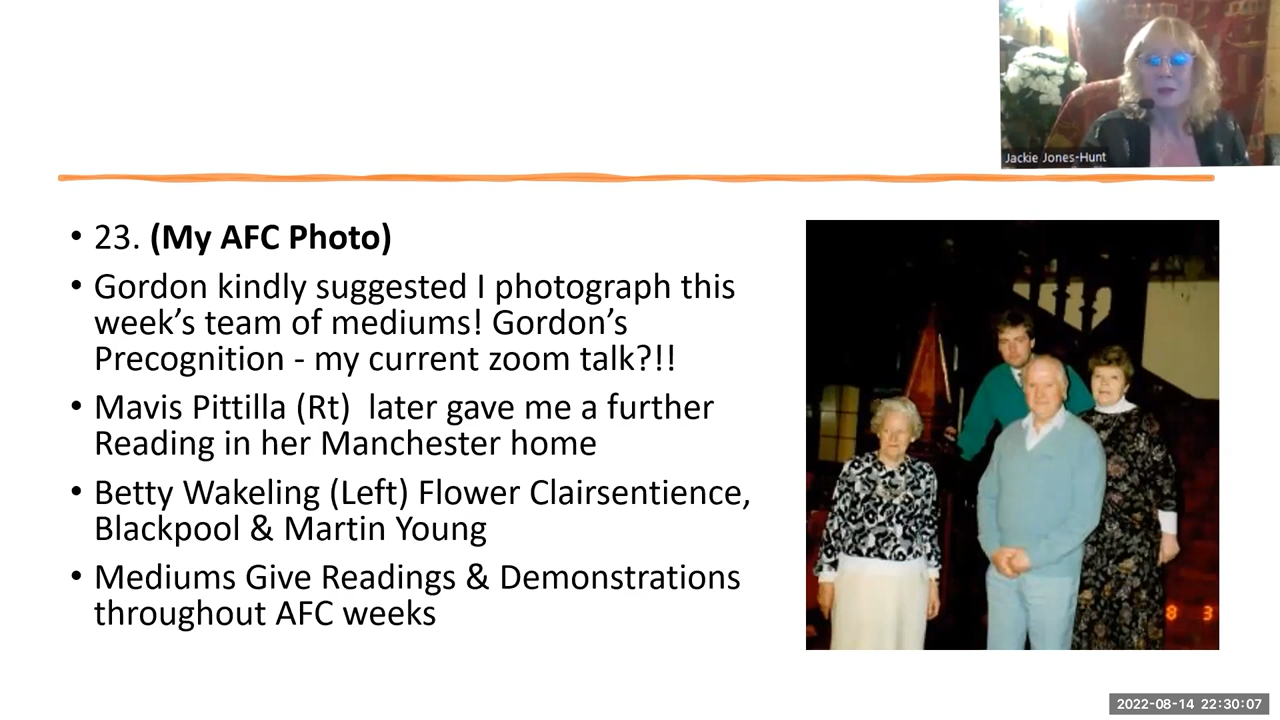 Jackie Jones-Hunt
• 23. (My AFC Photo)
• Gordon kindly suggested I photograph this
week’s team of mediums! Gordon’s
Precognition - my current zoom talk?!!
• Mavis Pittilla (Rt)  later gave me a further
Reading in her Manchester home
• Betty Wakeling (Left) Flower Clairsentience,
Blackpool & Martin Young
• Mediums Give Readings & Demonstrations
throughout AFC weeks
8 3
2022-08-14 22:30:07